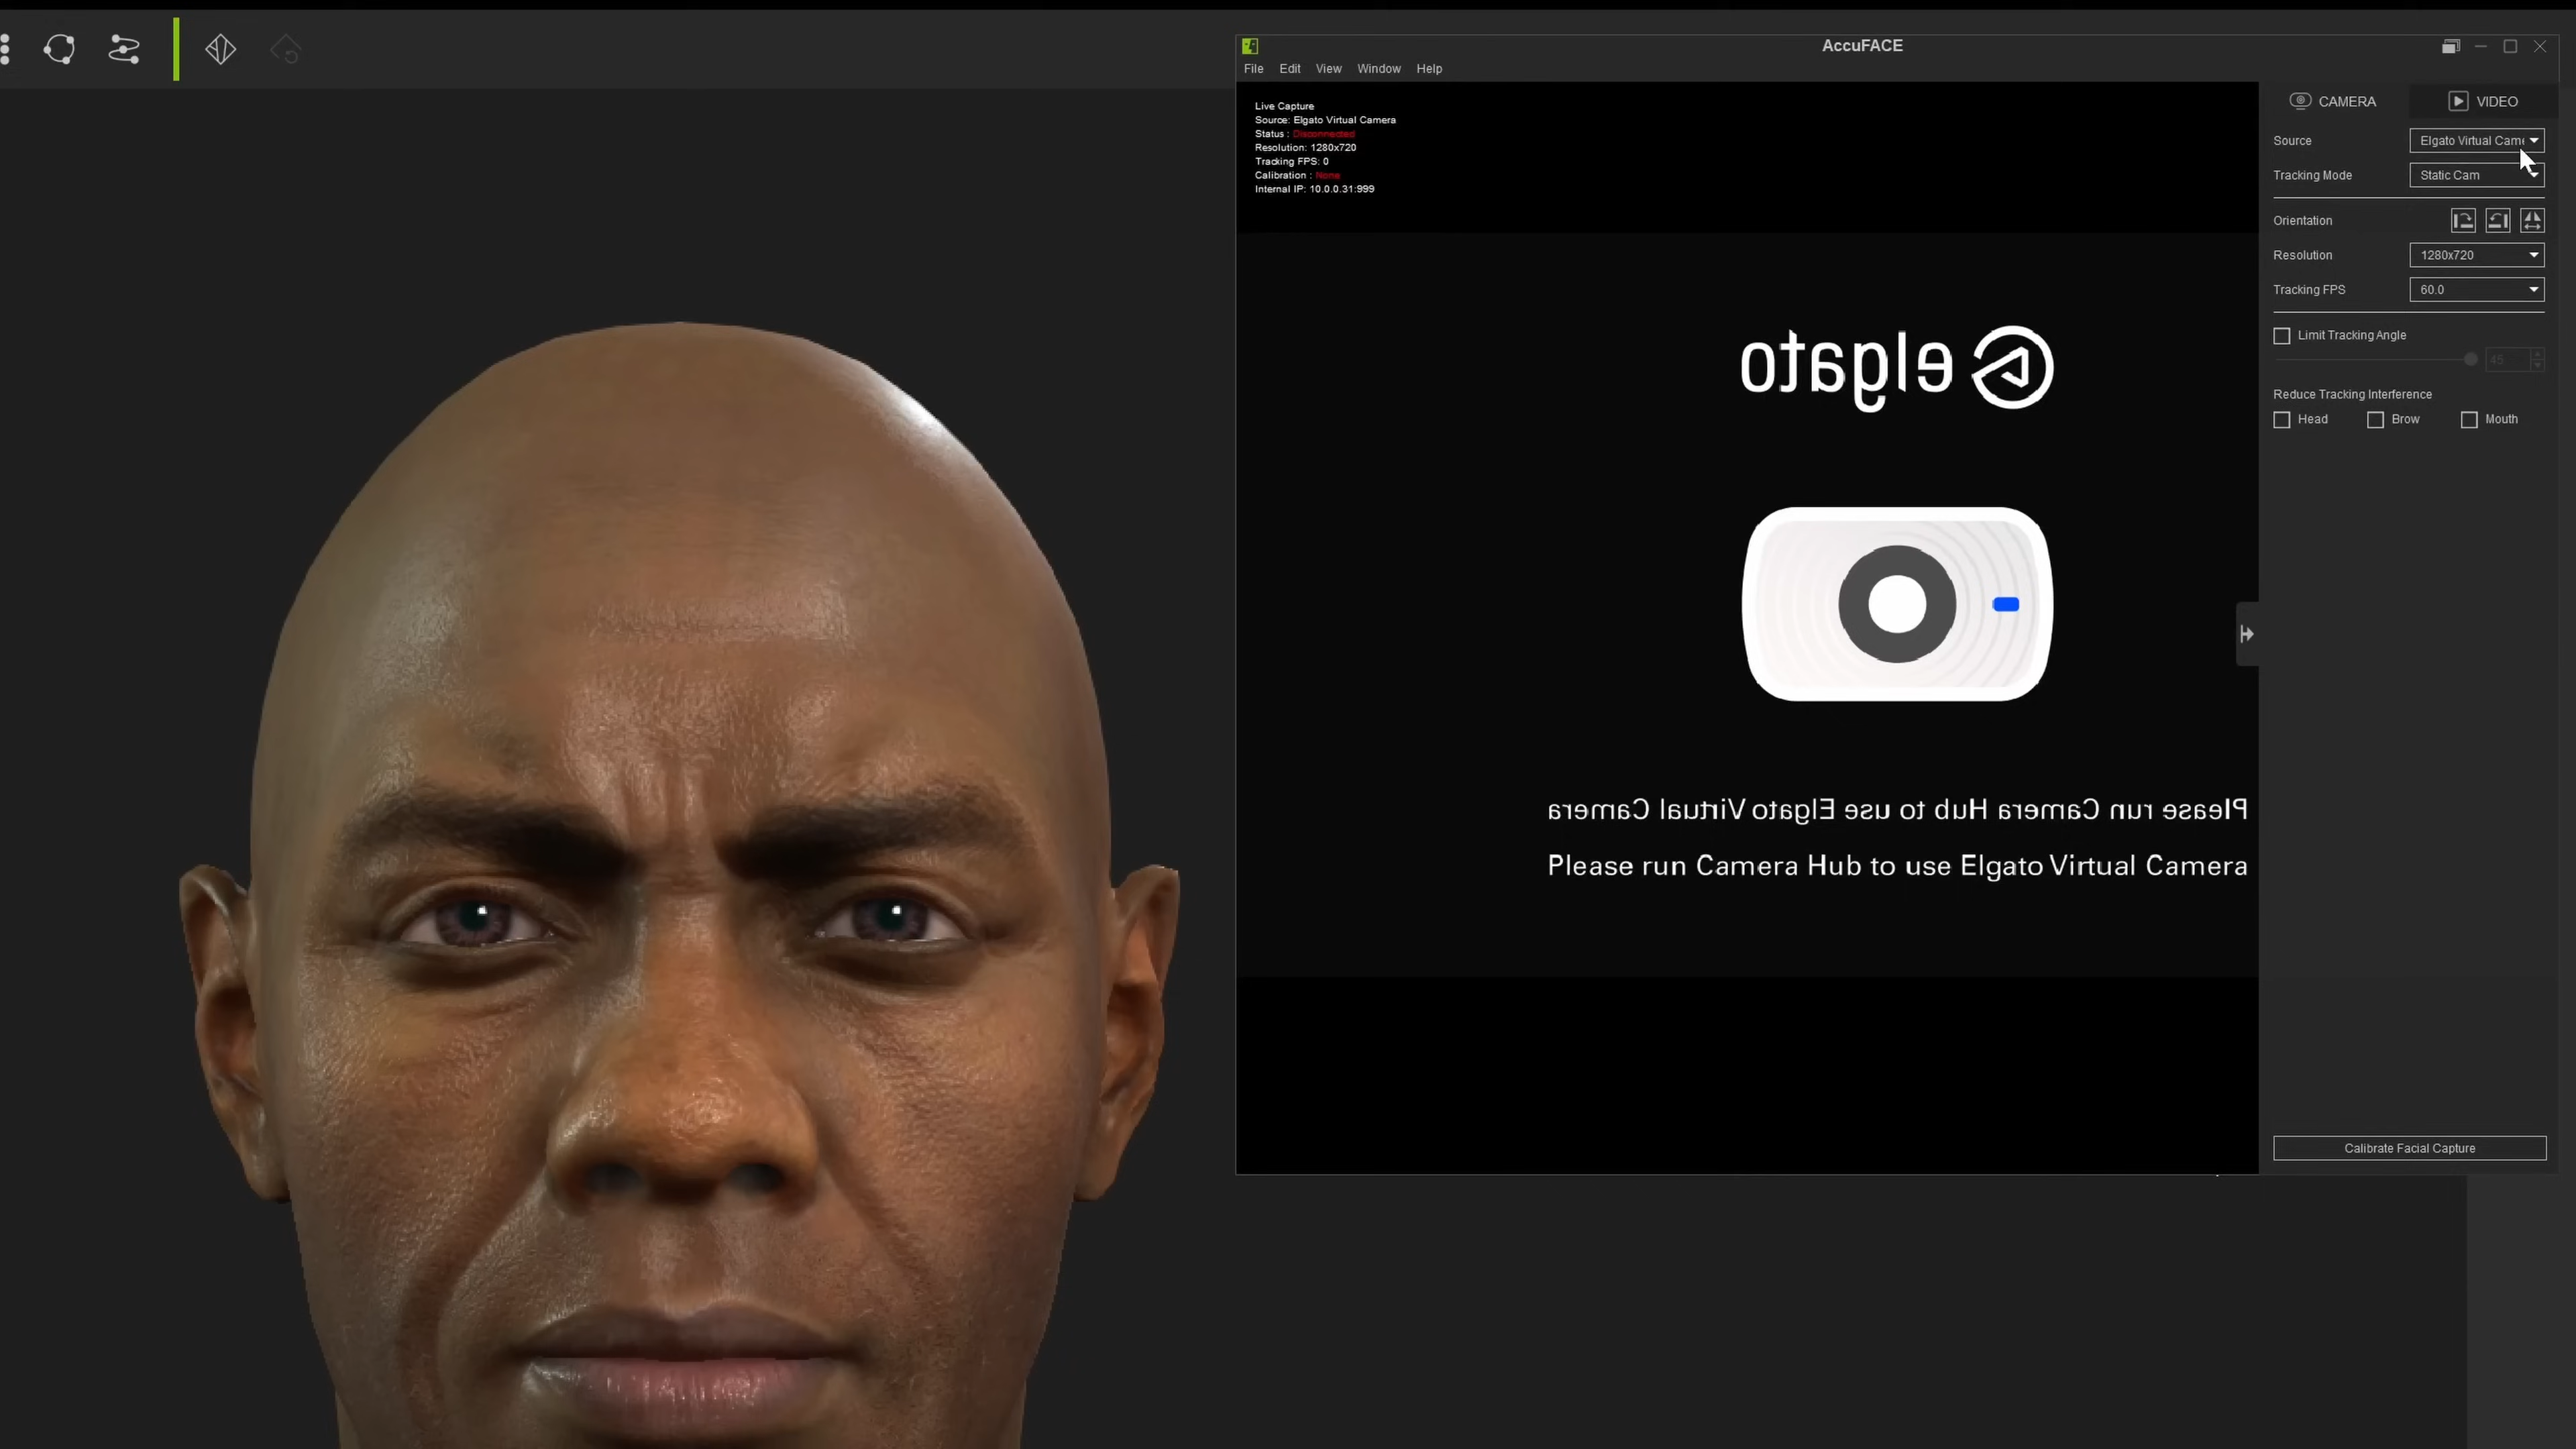 AccuFACE
File Edit View Window Help
Live Capture
Source: Elgato Virtual Camera
Status : Disconnected
Resolution: 1280x720
Tracking FPS: 0
Calibration : None
Internal IP: 10.0.0.31:999
elgato
Please run Camera Hub to use Elgato Virtual Camera
Please run Camera Hub to use Elgato Virtual Camera
CAMERA VIDEO
Source Elgato Virtual Came
Tracking Mode Static Cam
Orientation
Resolution 1280x720
Tracking FPS 60.0
Limit Tracking Angle
45
Reduce Tracking Interference
Head Brow Mouth
Calibrate Facial Capture